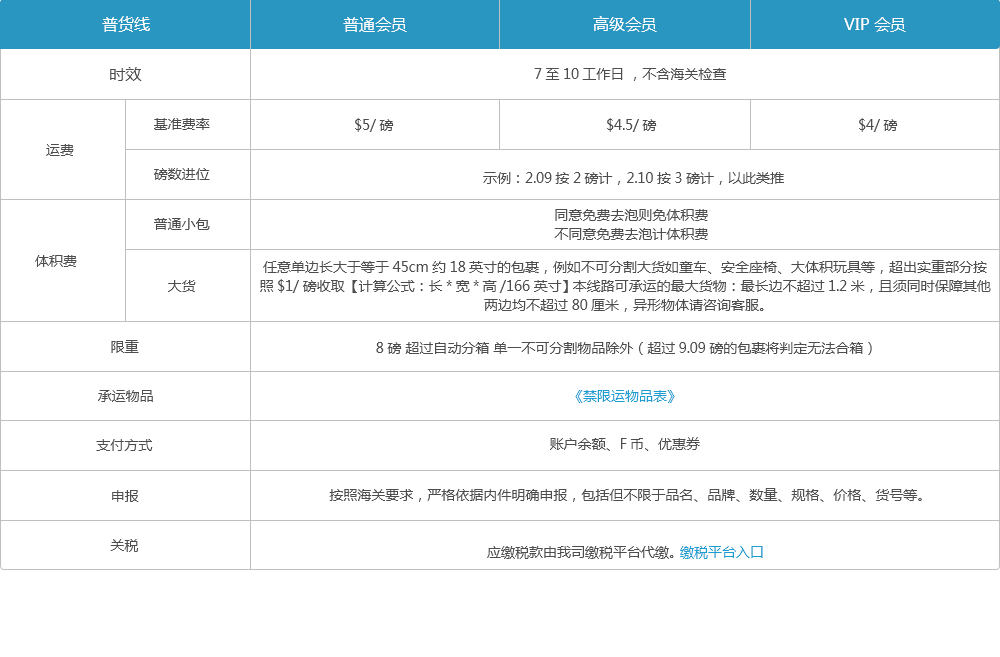 普货线 普通会员 高级会员 VIP 会员
时效 7 至 10 工作日 ，不含海关检查
运费 基准费率 $5/ 磅 $4.5/ 磅 $4/ 磅
磅数进位 示例：2.09 按 2 磅计，2.10 按 3 磅计，以此类推
体积费 普通小包 同意免费去泡则免体积费
不同意免费去泡计体积费
大货 任意单边长大于等于 45cm 约 18 英寸的包裹，例如不可分割大货如童车、安全座椅、大体积玩具等，超出实重部分按
照 $1/ 磅收取【计算公式：长 * 宽 * 高 /166 英寸】本线路可承运的最大货物：最长边不超过 1.2 米，且须同时保障其他
两边均不超过 80 厘米，异形物体请咨询客服。
限重 8 磅 超过自动分箱 单一不可分割物品除外（ 超过 9.09 磅的包裹将判定无法合箱 ）
承运物品 《禁限运物品表》
支付方式 账户余额、F 币、优惠券
申报 按照海关要求，严格依据内件明确申报，包括但不限于品名、品牌、数量、规格、价格、货号等。
关税 应缴税款由我司缴税平台代缴。缴税平台入口